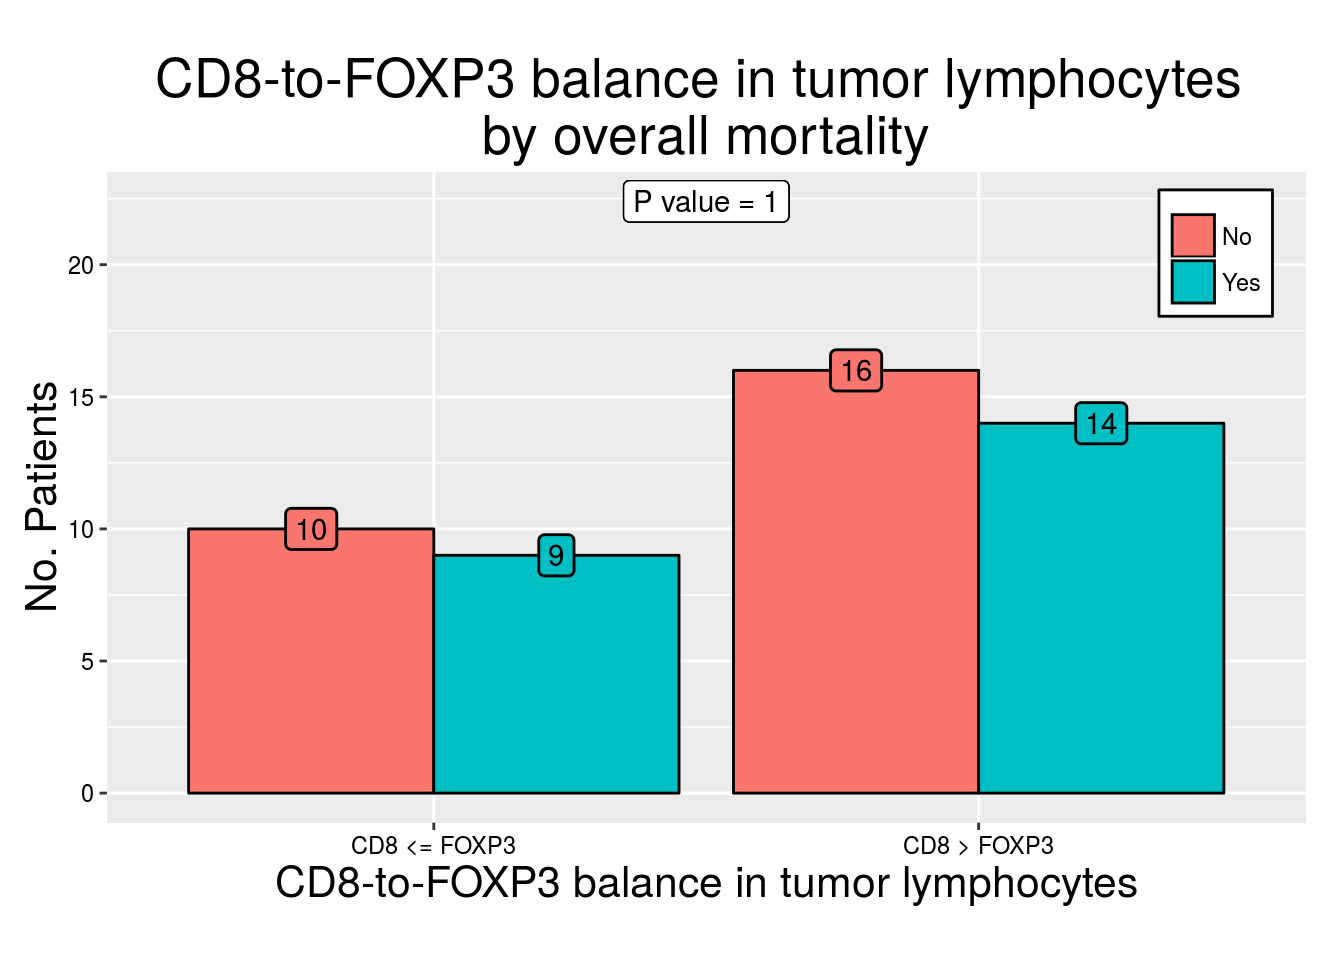 CD8-to-FOXP3 balance in tumor lymphocytes
by overall mortality
P value = 1
No
Yes
No. Patients
20
15
10
5
0
10
9
16
14
CD8 <= FOXP3
CD8 > FOXP3
CD8-to-FOXP3 balance in tumor lymphocytes